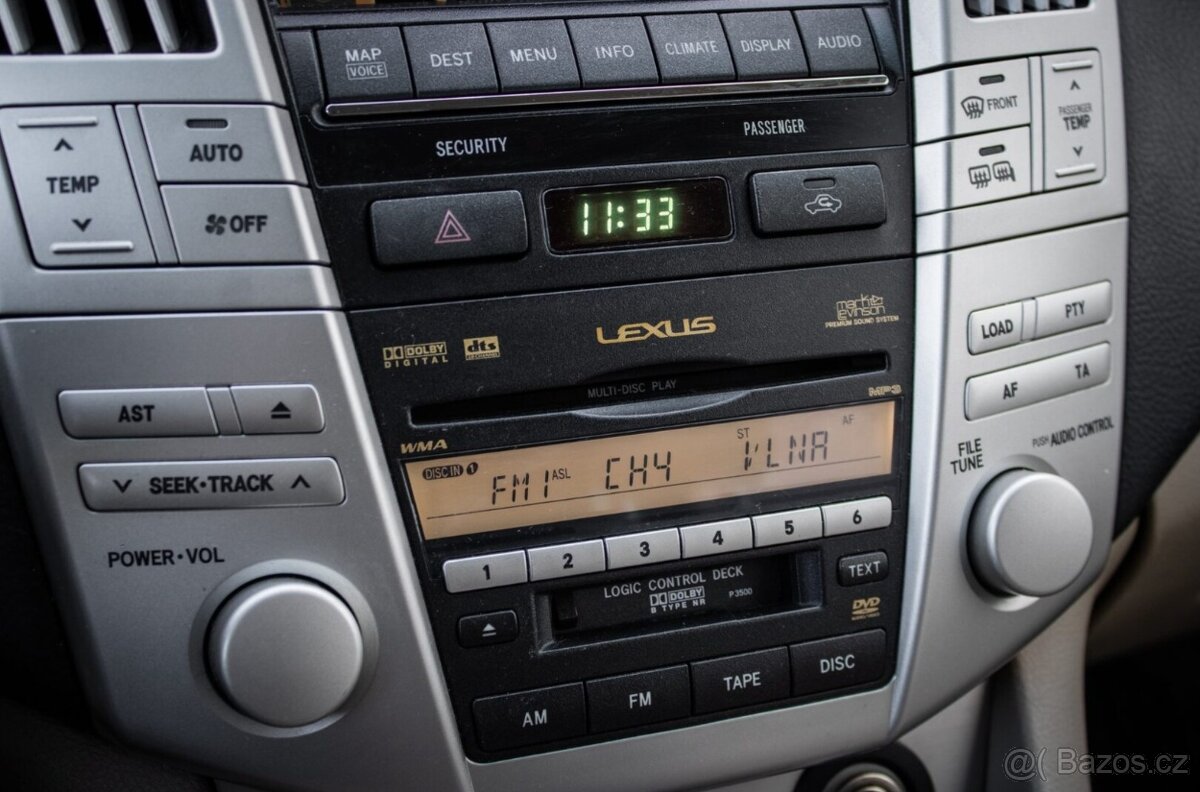 MAP
VOICE
DEST
MENU
INFO
CLIMATE
DISPLAY
AUDIO
SECURITY
PASSENGER
FRONT
PASSENGER
TEMP
TEMP
AUTO
OFF
11:33
LEXUS
DOLBY
DIGITAL
dts
mark
levinson
PREMIUM SOUND SYSTEM
LOAD
PTY
AF
TA
MULTI-DISC PLAY
MP3
AST
WMA
DISC IN 1
FM1 ASL
CH4
ST
VLNA
AF
SEEK•TRACK
FILE
TUNE
PUSH AUDIO CONTROL
POWER•VOL
1
2
3
4
5
6
LOGIC CONTROL DECK
DOLBY
B TYPE NR
P3500
TEXT
DVD
AM
FM
TAPE
DISC
@( Bazos.cz